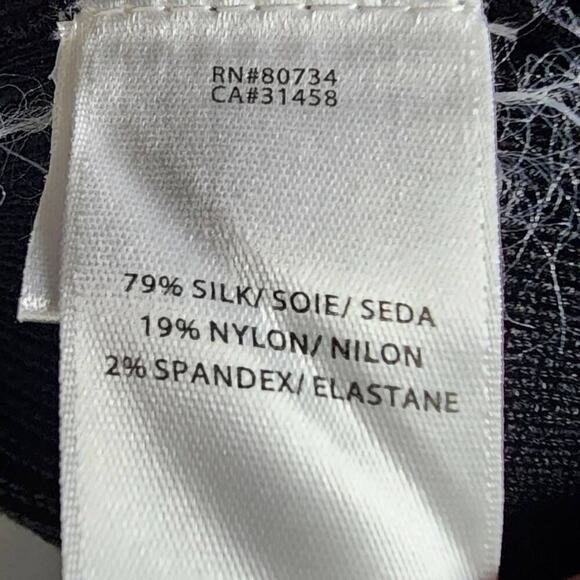 RN#80734
CA#31458
79% SILK/ SOIE/ SEDA
19% NYLON/ NILON
2% SPANDEX/ ELASTANE